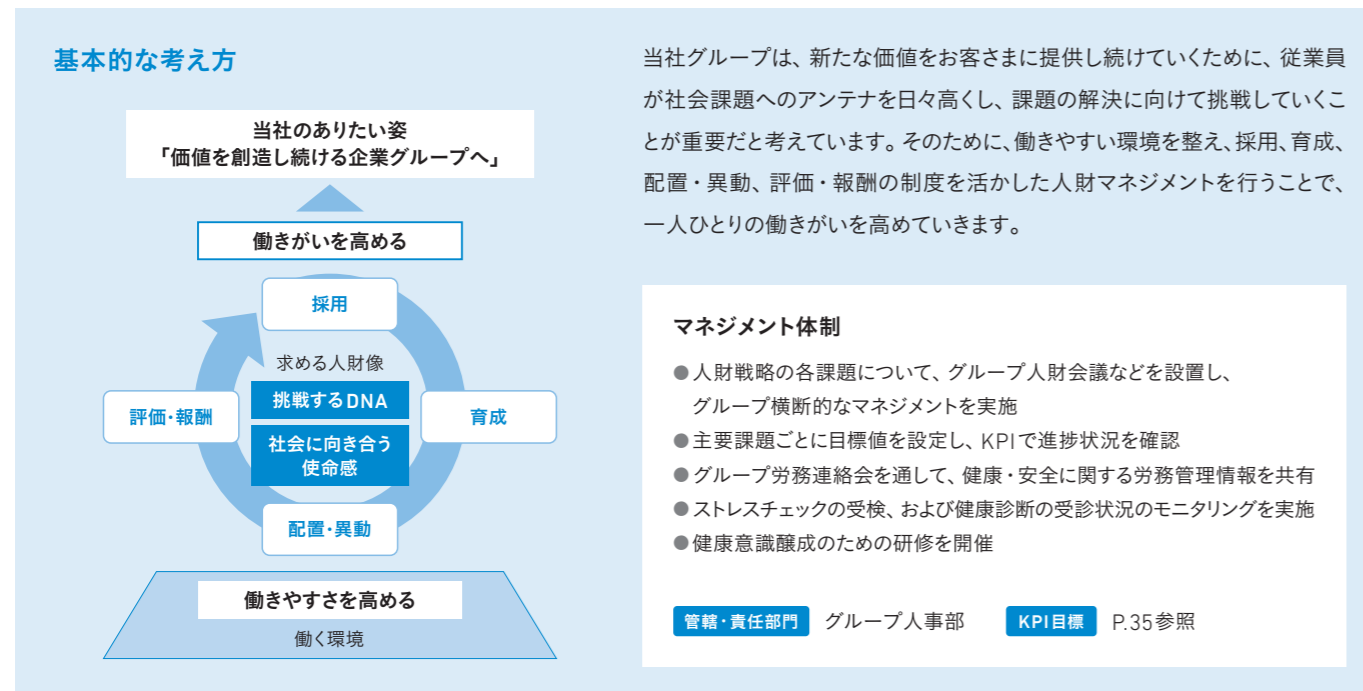 基本的な考え方
当社のありたい姿
「価値を創造し続ける企業グループへ」
働きがいを高める
採用
求める人財像
挑戦するDNA
社会に向き合う
使命感
評価・報酬
育成
配置・異動
働きやすさを高める
働く環境
当社グループは、新たな価値をお客さまに提供し続けていくために、従業員
が社会課題へのアンテナを日々高くし、課題の解決に向けて挑戦していくこ
とが重要だと考えています。そのために、働きやすい環境を整え、採用、育成、
配置・異動、評価・報酬の制度を活かした人財マネジメントを行うことで、
一人ひとりの働きがいを高めていきます。
マネジメント体制
●人財戦略の各課題について、グループ人財会議などを設置し、
グループ横断的なマネジメントを実施
●主要課題ごとに目標値を設定し、KPIで進捗状況を確認
●グループ労務連絡会を通して、健康・安全に関する労務管理情報を共有
●ストレスチェックの受検、および健康診断の受診状況のモニタリングを実施
●健康意識醸成のための研修を開催
管轄・責任部門 グループ人事部 KPI目標 P.35参照